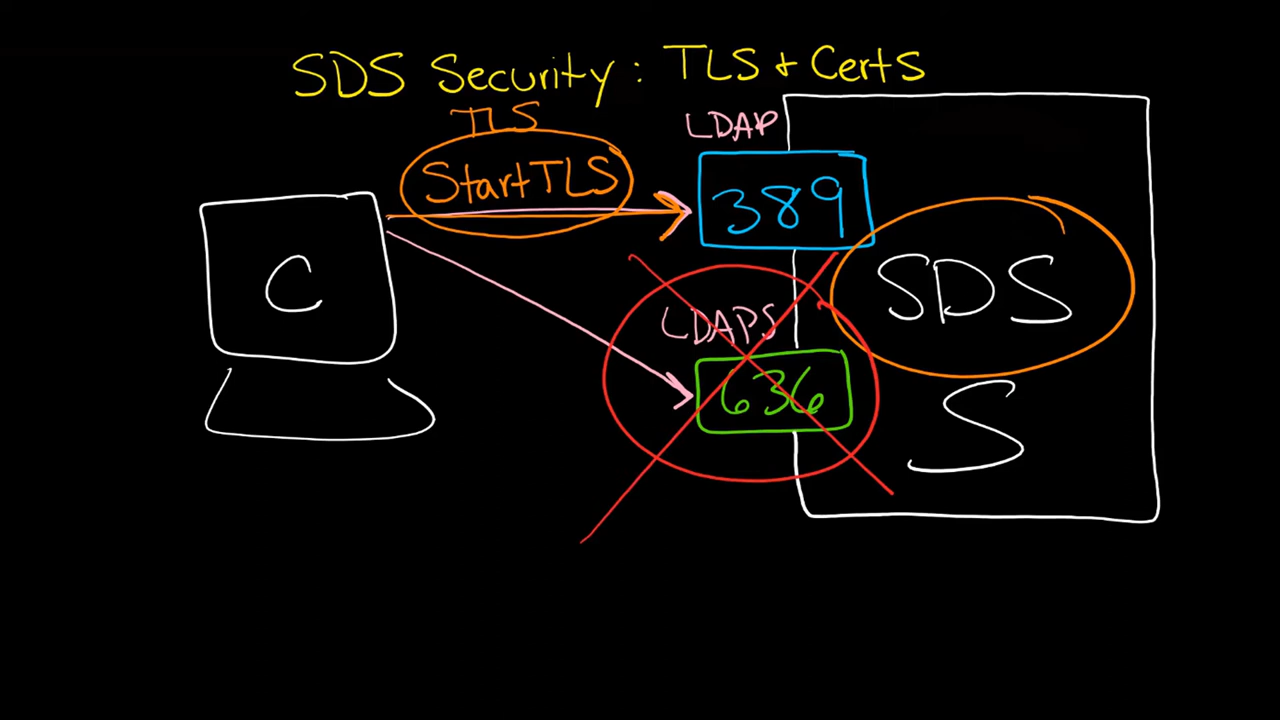 SDS Security: TLS + Certs
TLS
LDAP
StartTLS
389
C
SDS
LDAPS
636
S